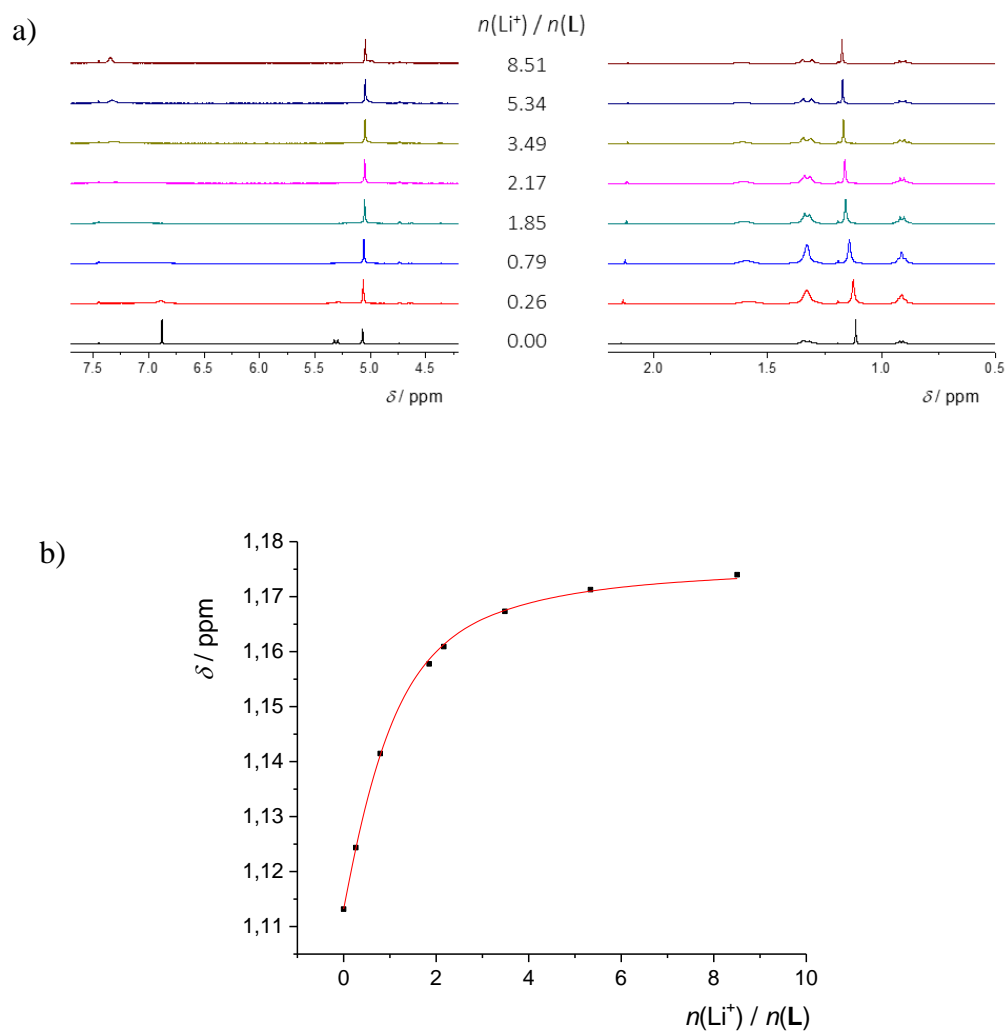 a)
n(Li⁺) / n(L)
8.51
5.34
3.49
2.17
1.85
0.79
0.26
0.00
7.5 7.0 6.5 6.0 5.5 5.0 4.5
δ / ppm
2.0 1.5 1.0 0.5
δ / ppm
b)
δ / ppm
1,18
1,17
1,16
1,15
1,14
1,13
1,12
1,11
0 2 4 6 8 10
n(Li⁺) / n(L)